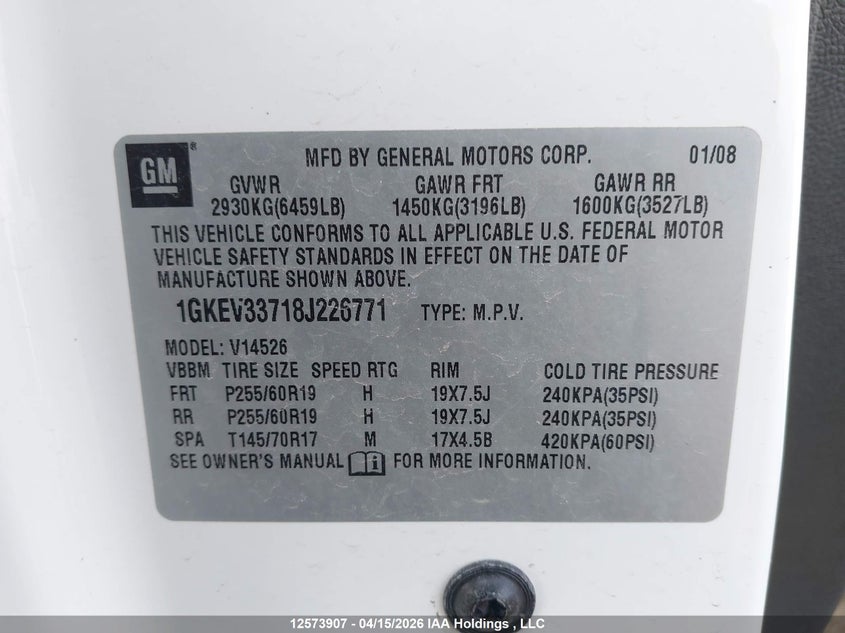 GM® MFD BY GENERAL MOTORS CORP. 01/08
GVWR GAWR FRT GAWR RR
2930KG(6459LB) 1450KG(3196LB) 1600KG(3527LB)
THIS VEHICLE CONFORMS TO ALL APPLICABLE U.S. FEDERAL MOTOR
VEHICLE SAFETY STANDARDS IN EFFECT ON THE DATE OF
MANUFACTURE SHOWN ABOVE.
1GKEV33718J226771 TYPE: M.P.V.
MODEL: V14526
VBBM TIRE SIZE SPEED RTG RIM COLD TIRE PRESSURE
FRT P255/60R19 H 19X7.5J 240KPA(35PSI)
RR P255/60R19 H 19X7.5J 240KPA(35PSI)
SPA T145/70R17 M 17X4.5B 420KPA(60PSI)
SEE OWNER'S MANUAL i FOR MORE INFORMATION.
12573907 - 04/15/2026 IAA Holdings , LLC